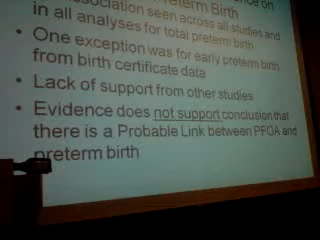 Preterm Birth
association seen across all studies and
in all analyses for total preterm birth
• One exception was for early preterm birth
from birth certificate data
• Lack of support from other studies
• Evidence does not support conclusion that
there is a Probable Link between PFOA and
preterm birth